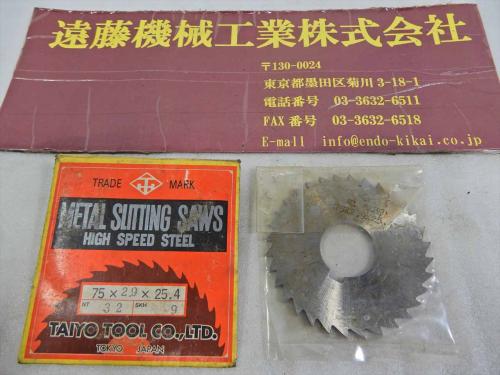 遠藤機械工業株式会社
〒130-0024
東京都墨田区菊川3-18-1
電話番号 03-3632-6511
FAX番号 03-3632-6518
E-mall info@endo-kikai.co.jp
TRADE MARK
METAL SLITTING SAWS
HIGH SPEED STEEL
75 × 2.9 × 25.4
NT 32 SKH 9
TAIYO TOOL CO.,LTD.
TOKYO JAPAN